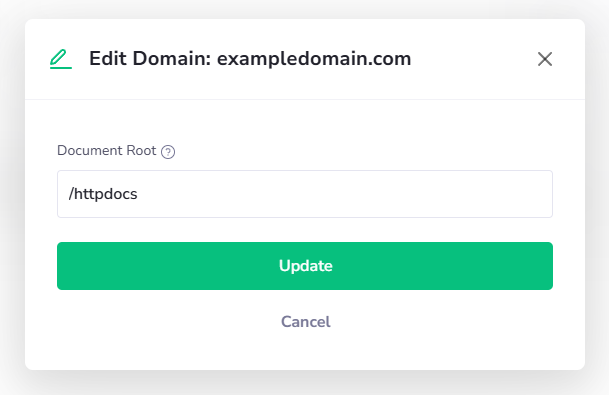 Edit Domain: exampledomain.com
Document Root ?
/httpdocs
Update
Cancel